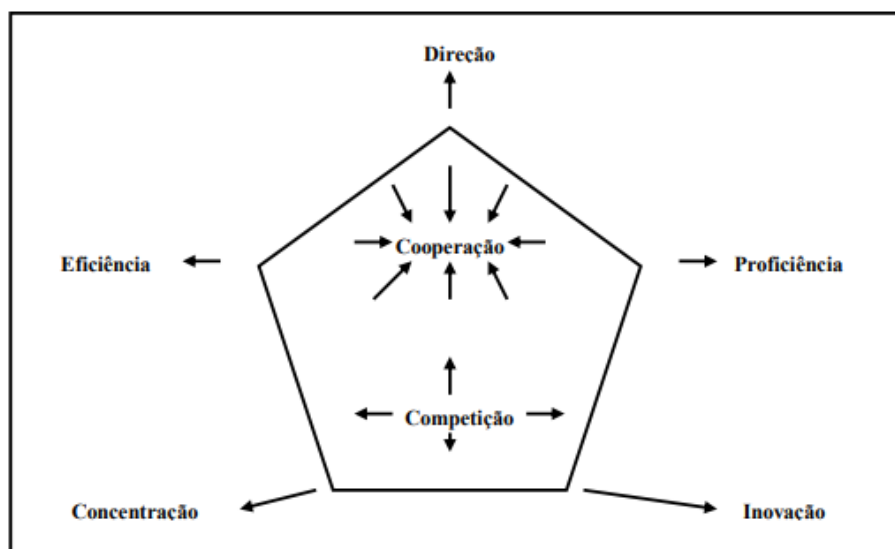 Direção
Cooperação
Eficiência
Proficiência
Competição
Concentração
Inovação